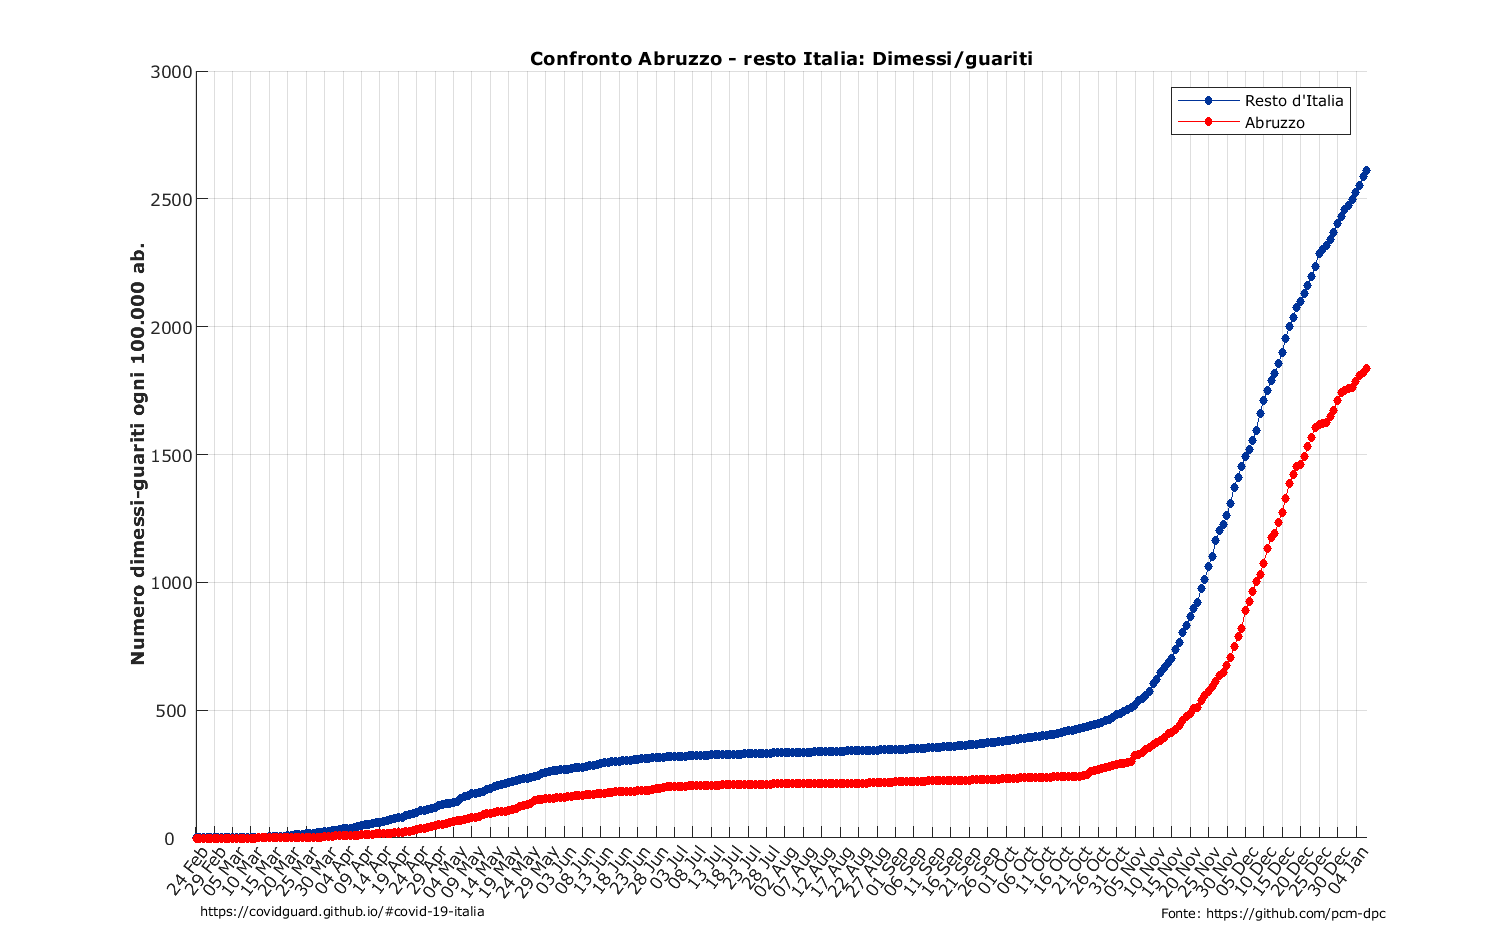 Confronto Abruzzo - resto Italia: Dimessi/guariti
Resto d'Italia
Abruzzo
Numero dimessi-guariti ogni 100.000 ab.
3000
2500
2000
1500
1000
500
0
24 Feb
29 Feb
05 Mar
10 Mar
15 Mar
20 Mar
25 Mar
30 Mar
04 Apr
09 Apr
14 Apr
19 Apr
24 Apr
29 Apr
04 May
09 May
14 May
19 May
24 May
29 May
03 Jun
08 Jun
13 Jun
18 Jun
23 Jun
28 Jun
03 Jul
08 Jul
13 Jul
18 Jul
23 Jul
28 Jul
02 Aug
07 Aug
12 Aug
17 Aug
22 Aug
27 Aug
01 Sep
06 Sep
11 Sep
16 Sep
21 Sep
26 Sep
01 Oct
06 Oct
11 Oct
16 Oct
21 Oct
26 Oct
31 Oct
05 Nov
10 Nov
15 Nov
20 Nov
25 Nov
30 Nov
05 Dec
10 Dec
15 Dec
20 Dec
25 Dec
30 Dec
04 Jan
https://covidguard.github.io/#covid-19-italia
Fonte: https://github.com/pcm-dpc